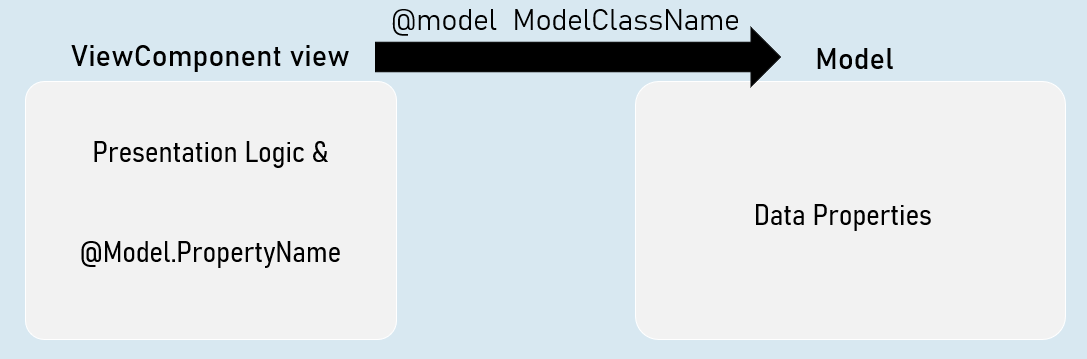 @model ModelClassName
ViewComponent view
Model
Presentation Logic &
@Model.PropertyName
Data Properties